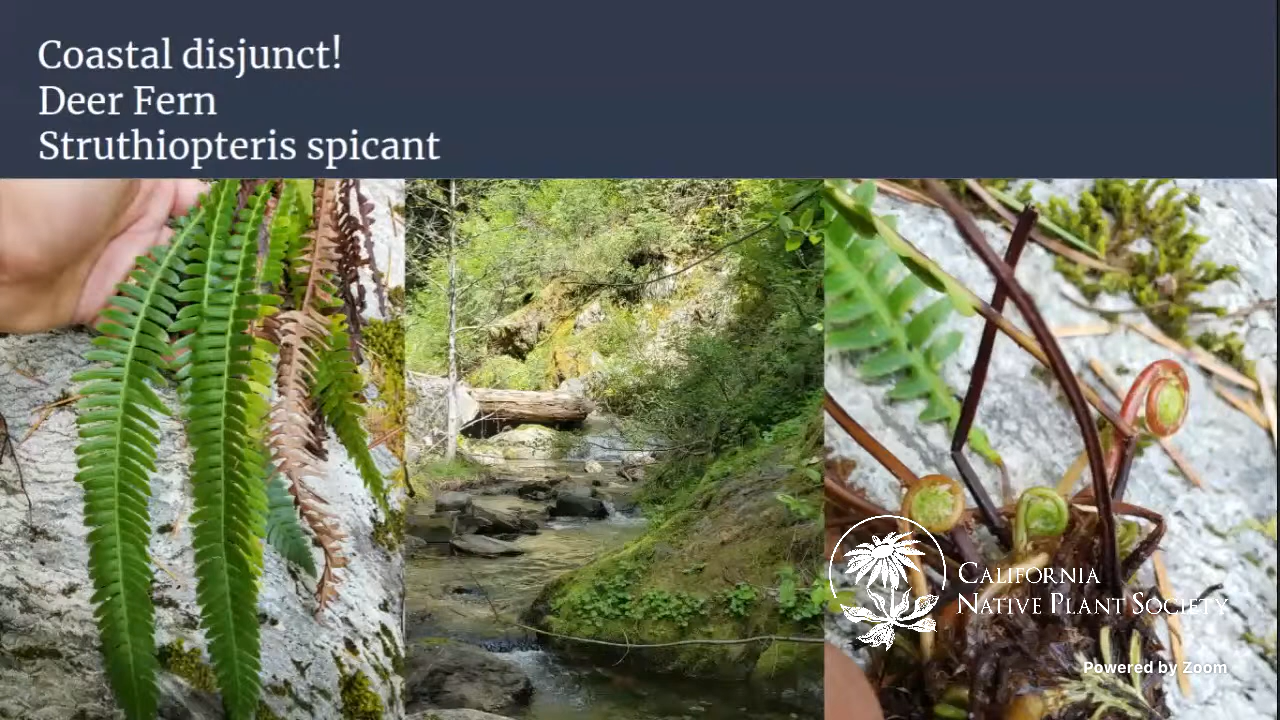 Coastal disjunct!
Deer Fern
Struthiopteris spicant
California
Native Plant Society
Powered by Zoom